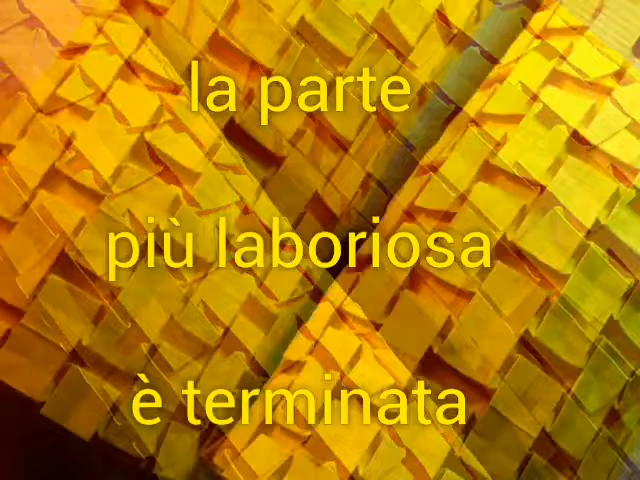 la parte
più laboriosa
è terminata